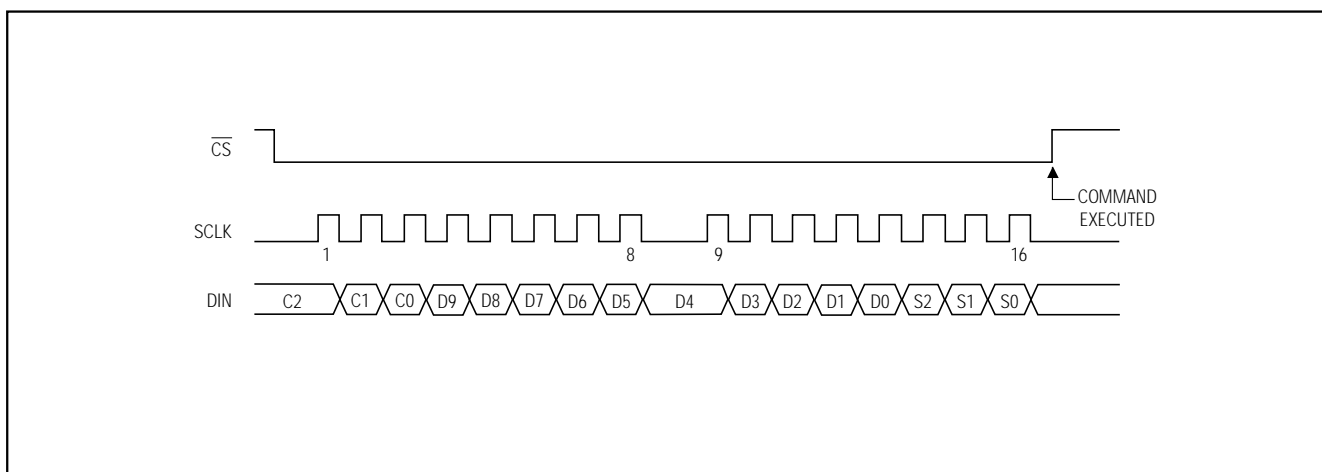 CS
COMMAND
EXECUTED
SCLK
1 8 9 16
DIN C2 C1 C0 D9 D8 D7 D6 D5 D4 D3 D2 D1 D0 S2 S1 S0